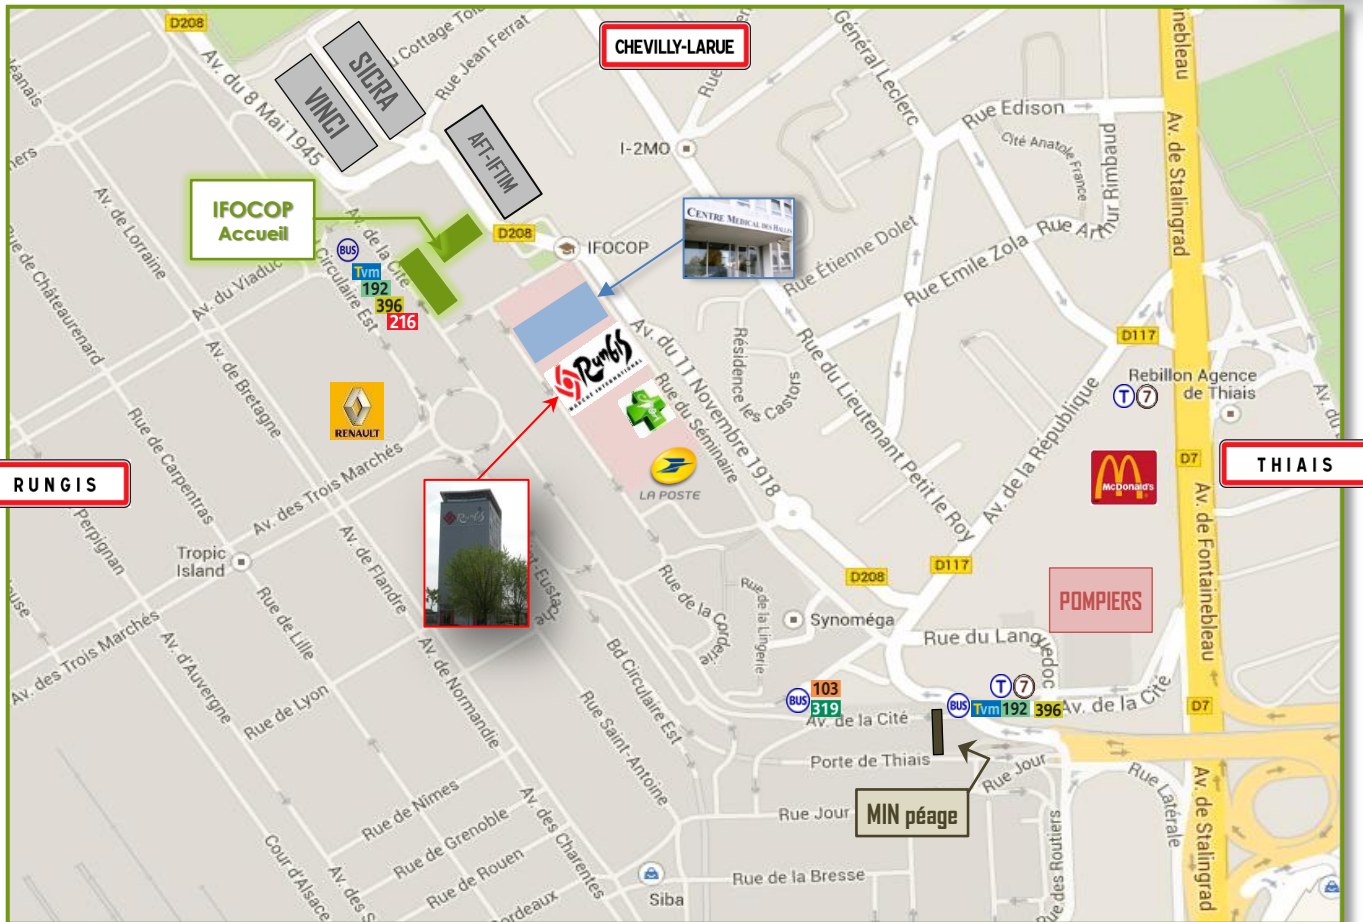 D208
CHEVILLY-LARUE
Rue Jean Ferrat
Av. du 8 Mai 1945
SICRA
VINCI
AFT-IFTIM
I-2MO
Général Leclerc
Rue Edison
Cité Anatole France
Rue Arthur Rimbaud
Av. de Stalingrad
IFOCOP
Accueil
D208
IFOCOP
CENTRE MEDICAL DES HALLES
Rue Étienne Dolet
Rue Emile Zola
Av. de Lorraine
Av. de la Cité
Circulaire Est
BUS
Tvm
192
396
216
Av. du Viaduc
Rue de Châteaurenard
Av. de Bretagne
Rungis
MARCHÉ INTERNATIONAL
Av. du 11 Novembre 1918
Rue du Séminaire
Résidence les Castors
Rue du Lieutenant Petit le Roy
D117
Rebillon Agence
de Thiais
T 7
RENAULT
Rue de Carpentras
Av. des Trois Marchés
LA POSTE
Av. de la République
McDonald's
D7
THIAIS
RUNGIS
Perpignan
Tropic
Island
Av. de Flandre
Rungis
Av. de Fontainebleau
D208
D117
POMPIERS
Rue de la Corderie
Rue de la Lingerie
Synoméga
Rue du Languedoc
Rue de Lille
Av. des Trois Marchés
Av. d'Auvergne
Rue de Lyon
Av. de Normandie
Bd Circulaire Est
Rue Saint-Antoine
BUS
103
319
Av. de la Cité
T 7
BUS
Tvm 192 396
Av. de la Cité
D7
Porte de Thiais
Rue Jour
MIN péage
Rue Jour
Rue Latérale
Av. de Stalingrad
Rue des Routiers
Rue de Nimes
Rue de Grenoble
Rue de Rouen
Av. des Charentes
Cour d'Alsace
Siba
Rue de la Bresse